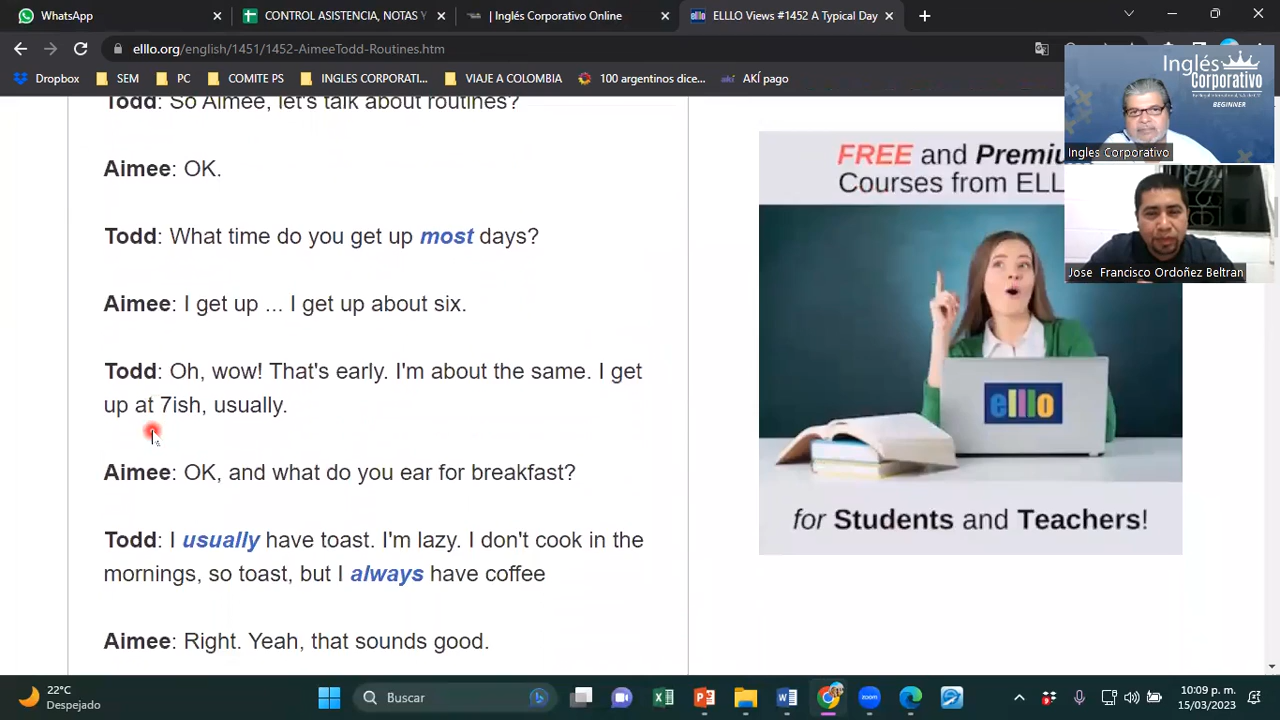 WhatsApp
CONTROL ASISTENCIA, NOTAS Y
Inglés Corporativo Online
ELLLO Views #1452 A Typical Day
elllo.org/english/1451/1452-AimeeTodd-Routines.htm
Dropbox
SEM
PC
COMITE PS
INGLES CORPORATI...
VIAJE A COLOMBIA
100 argentinos dice...
AKÍ pago
Todd: So Aimee, let's talk about routines?
Aimee: OK.
Todd: What time do you get up most days?
Aimee: I get up ... I get up about six.
Todd: Oh, wow! That's early. I'm about the same. I get
up at 7ish, usually.
Aimee: OK, and what do you ear for breakfast?
Todd: I usually have toast. I'm lazy. I don't cook in the
mornings, so toast, but I always have coffee
Aimee: Right. Yeah, that sounds good.
FREE and Premium
Courses from ELL
elllo
for Students and Teachers!
Inglés
Corporativo
BEGINNER
Ingles Corporativo
Jose Francisco Ordoñez Beltran
22°C
Despejado
Buscar
zoom
10:09 p. m.
15/03/2023